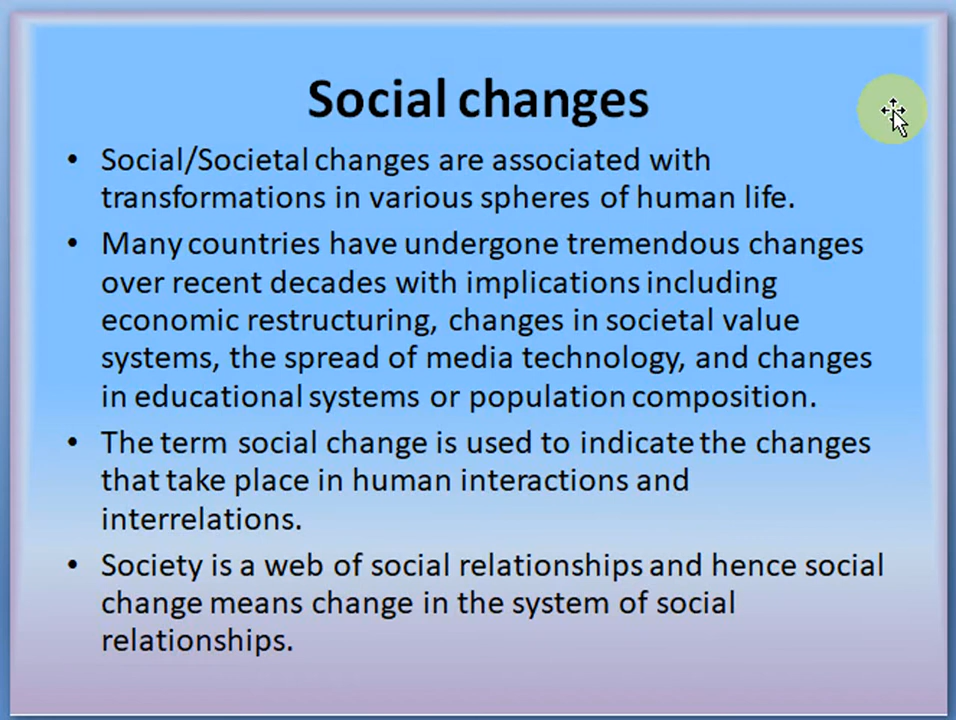 Social changes
• Social/Societal changes are associated with
transformations in various spheres of human life.
• Many countries have undergone tremendous changes
over recent decades with implications including
economic restructuring, changes in societal value
systems, the spread of media technology, and changes
in educational systems or population composition.
• The term social change is used to indicate the changes
that take place in human interactions and
interrelations.
• Society is a web of social relationships and hence social
change means change in the system of social
relationships.